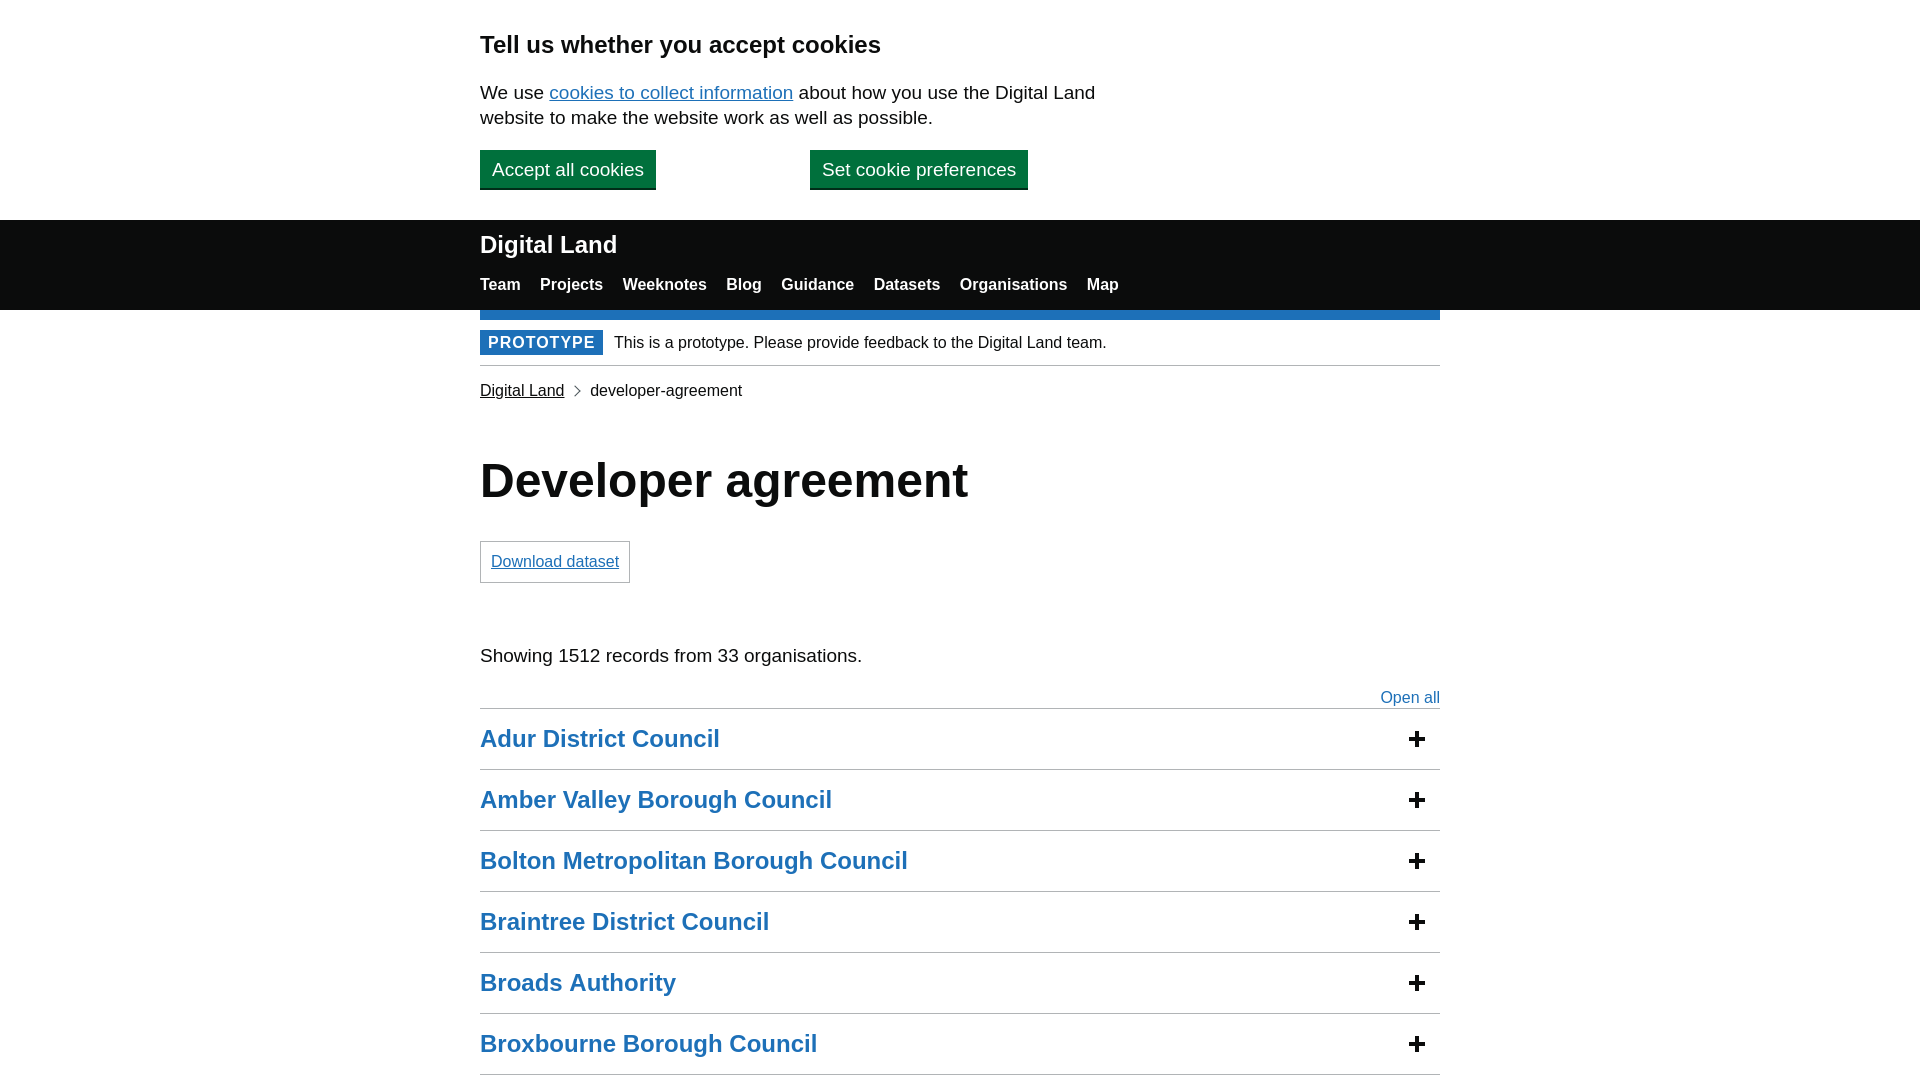 Tell us whether you accept cookies
We use cookies to collect information about how you use the Digital Land
website to make the website work as well as possible.
Accept all cookies
Set cookie preferences
Digital Land
Team Projects Weeknotes Blog Guidance Datasets Organisations Map
PROTOTYPE This is a prototype. Please provide feedback to the Digital Land team.
Digital Land developer-agreement
Developer agreement
Download dataset
Showing 1512 records from 33 organisations.
Open all
Adur District Council
Amber Valley Borough Council
Bolton Metropolitan Borough Council
Braintree District Council
Broads Authority
Broxbourne Borough Council